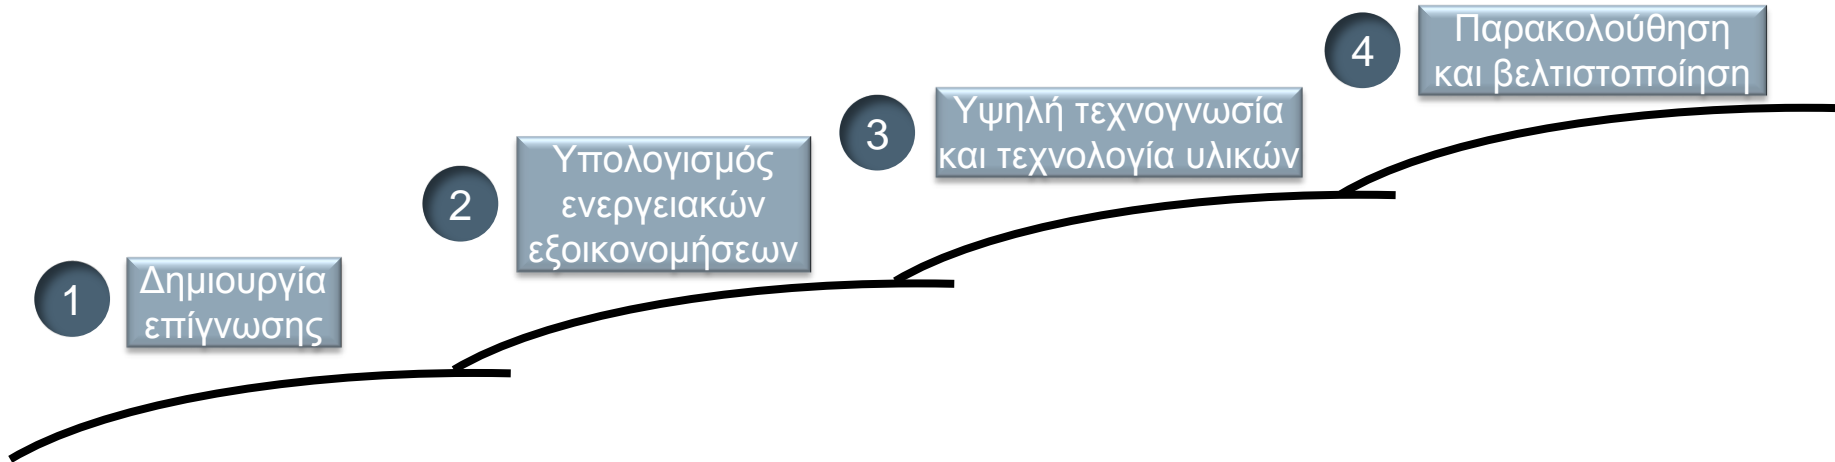 1
Δημιουργία
επίγνωσης
2
Υπολογισμός
ενεργειακών
εξοικονομήσεων
3
Υψηλή τεχνογνωσία
και τεχνολογία υλικών
4
Παρακολούθηση
και βελτιστοποίηση